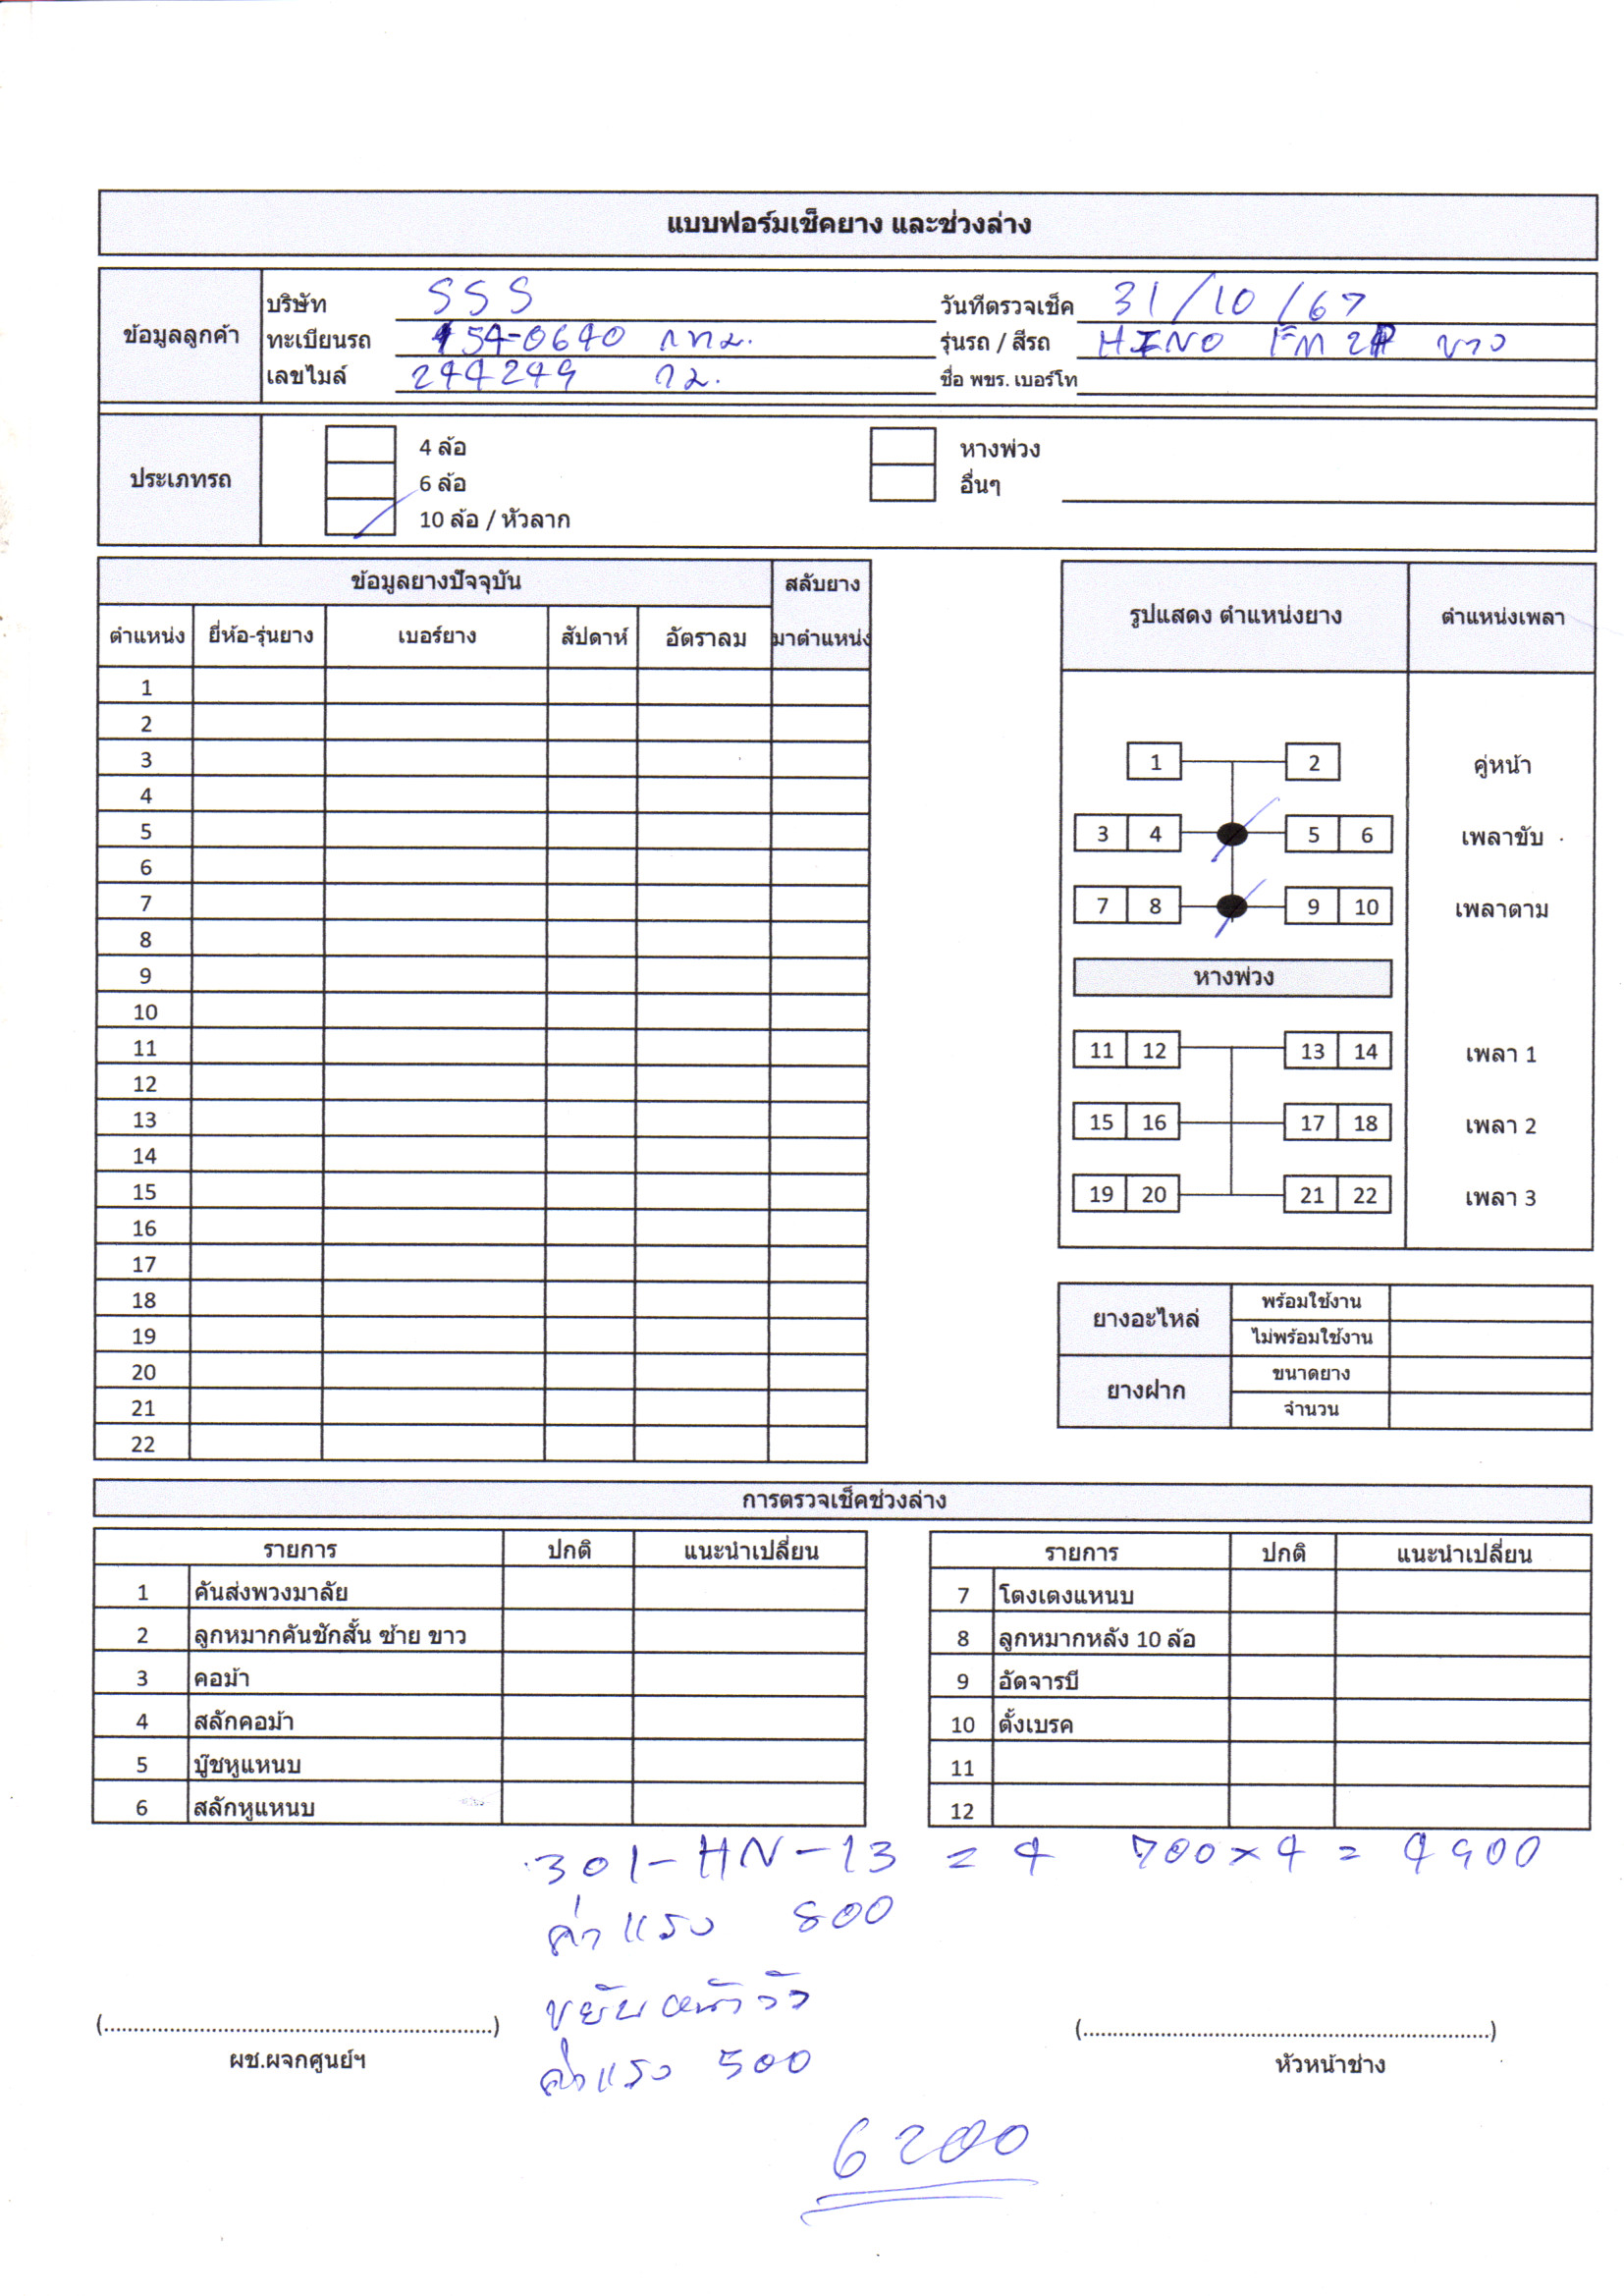 แบบฟอร์มเช็คยาง และช่วงล่าง
ข้อมูลลูกค้า
บริษัท SSS วันที่ตรวจเช็ค 31/10/67
ทะเบียนรถ 54-0640 กทม. รุ่นรถ / สีรถ HINO FM2P ขาว
เลขไมล์ 244249 กม. ชื่อ พขร. เบอร์โท
ประเภทรถ
4 ล้อ หางพ่วง
6 ล้อ อื่นๆ
10 ล้อ / หัวลาก
ข้อมูลยางปัจจุบัน สลับยาง
ตำแหน่ง ยี่ห้อ-รุ่นยาง เบอร์ยาง สัปดาห์ อัตราลม มาตำแหน่ง
1
2
3
4
5
6
7
8
9
10
11
12
13
14
15
16
17
18
19
20
21
22
รูปแสดง ตำแหน่งยาง ตำแหน่งเพลา
1 2 คู่หน้า
3 4 5 6 เพลาขับ
7 8 9 10 เพลาตาม
หางพ่วง
11 12 13 14 เพลา 1
15 16 17 18 เพลา 2
19 20 21 22 เพลา 3
ยางอะไหล่ พร้อมใช้งาน
ไม่พร้อมใช้งาน
ยางฝาก ขนาดยาง
จำนวน
การตรวจเช็คช่วงล่าง
รายการ ปกติ แนะนำเปลี่ยน
1 คันส่งพวงมาลัย
2 ลูกหมากคันชักสั้น ซ้าย ขาว
3 คอม้า
4 สลักคอม้า
5 บู๊ชหูแหนบ
6 สลักหูแหนบ
รายการ ปกติ แนะนำเปลี่ยน
7 โตงเตงแหนบ
8 ลูกหมากหลัง 10 ล้อ
9 อัดจารบี
10 ตั้งเบรค
11
12
301-HN-13 = 4 700x4 = 4900
ค่าแรง 800
ขยับหน้าวัว
ค่าแรง 500
6200
(..................................................................)
ผช.ผจกศูนย์ฯ
(......................................................................)
หัวหน้าช่าง